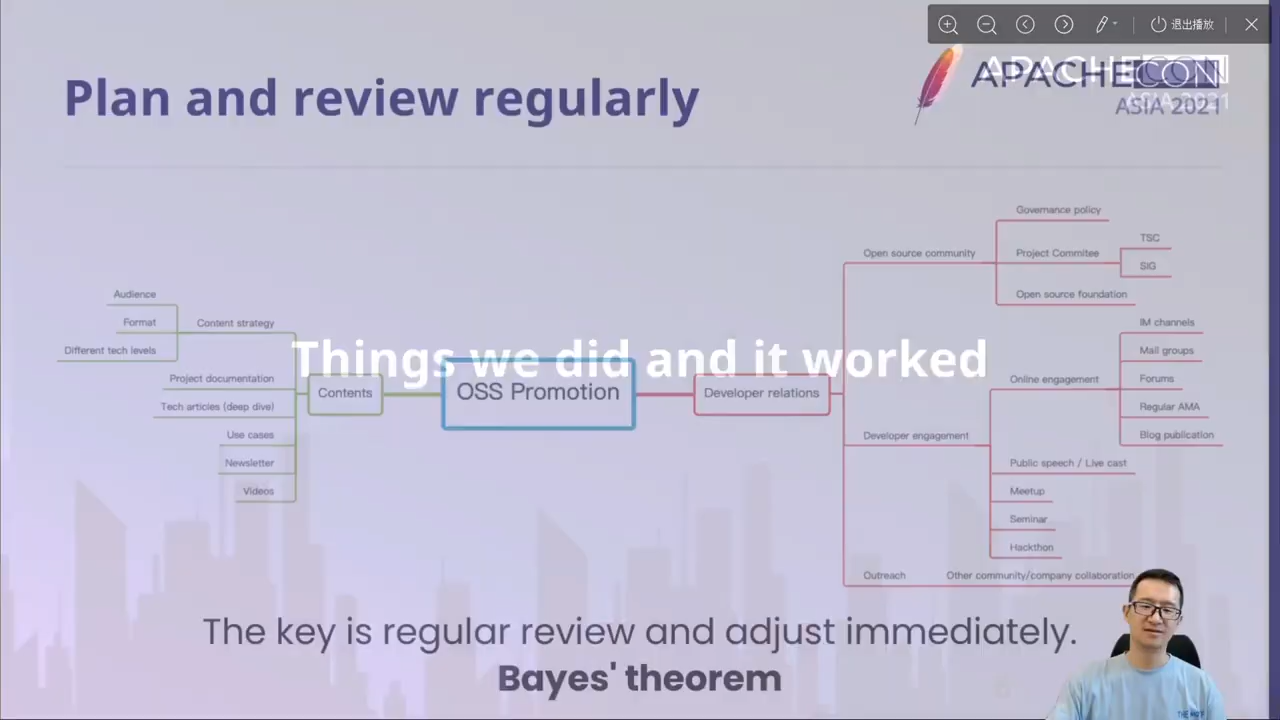 退出播放
Plan and review regularly
APACHECON
ASIA 2021
Things we did and it worked
OSS Promotion
Contents
Content strategy
Audience
Format
Different tech levels
Project documentation
Tech articles (deep dive)
Use cases
Newsletter
Videos
Developer relations
Open source community
Governance policy
Project Commitee
TSC
SIG
Open source foundation
Developer engagement
Online engagement
IM channels
Mail groups
Forums
Regular AMA
Blog publication
Public speech / Live cast
Meetup
Seminar
Hackthon
Outreach
Other community/company collaboration
The key is regular review and adjust immediately.
Bayes' theorem